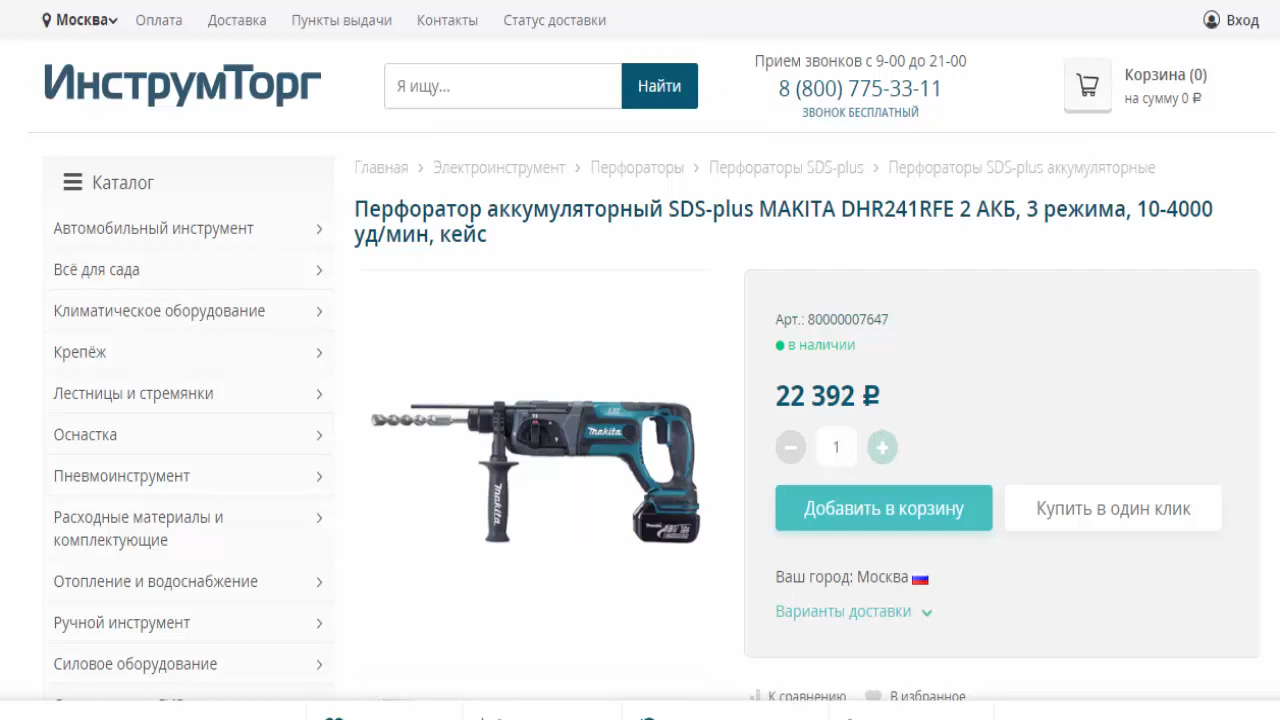 Москва
Оплата
Доставка
Пункты выдачи
Контакты
Статус доставки
Вход
ИнструмТорг
Я ищу...
Найти
Прием звонков с 9-00 до 21-00
8 (800) 775-33-11
ЗВОНОК БЕСПЛАТНЫЙ
Корзина (0)
на сумму 0 ₽
Каталог
Автомобильный инструмент
Всё для сада
Климатическое оборудование
Крепёж
Лестницы и стремянки
Оснастка
Пневмоинструмент
Расходные материалы и
комплектующие
Отопление и водоснабжение
Ручной инструмент
Силовое оборудование
Главная > Электроинструмент > Перфораторы > Перфораторы SDS-plus > Перфораторы SDS-plus аккумуляторные
Перфоратор аккумуляторный SDS-plus MAKITA DHR241RFE 2 АКБ, 3 режима, 10-4000
уд/мин, кейс
makita
makita
Арт.: 80000007647
в наличии
22 392 ₽
1
Добавить в корзину
Купить в один клик
Ваш город: Москва
Варианты доставки
К сравнению
В избранное